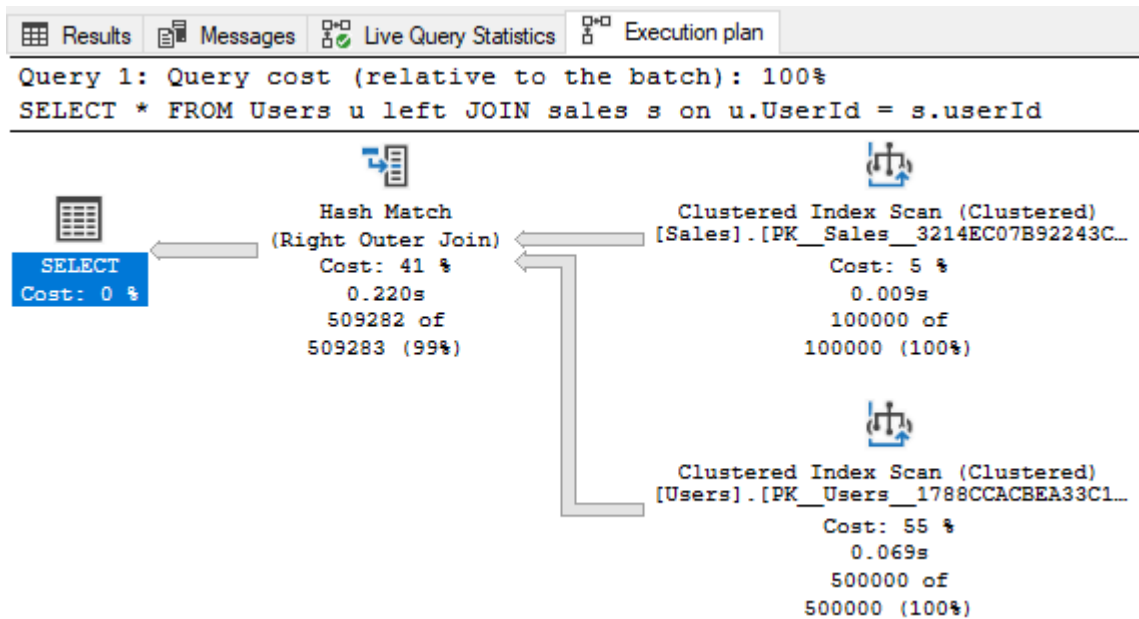 Results Messages Live Query Statistics Execution plan
Query 1: Query cost (relative to the batch): 100%
SELECT * FROM Users u left JOIN sales s on u.UserId = s.userId
SELECT
Cost: 0 %
Hash Match
(Right Outer Join)
Cost: 41 %
0.220s
509282 of
509283 (99%)
Clustered Index Scan (Clustered)
[Sales].[PK__Sales__3214EC07B92243C…
Cost: 5 %
0.009s
100000 of
100000 (100%)
Clustered Index Scan (Clustered)
[Users].[PK__Users__1788CCACBEA33C1…
Cost: 55 %
0.069s
500000 of
500000 (100%)